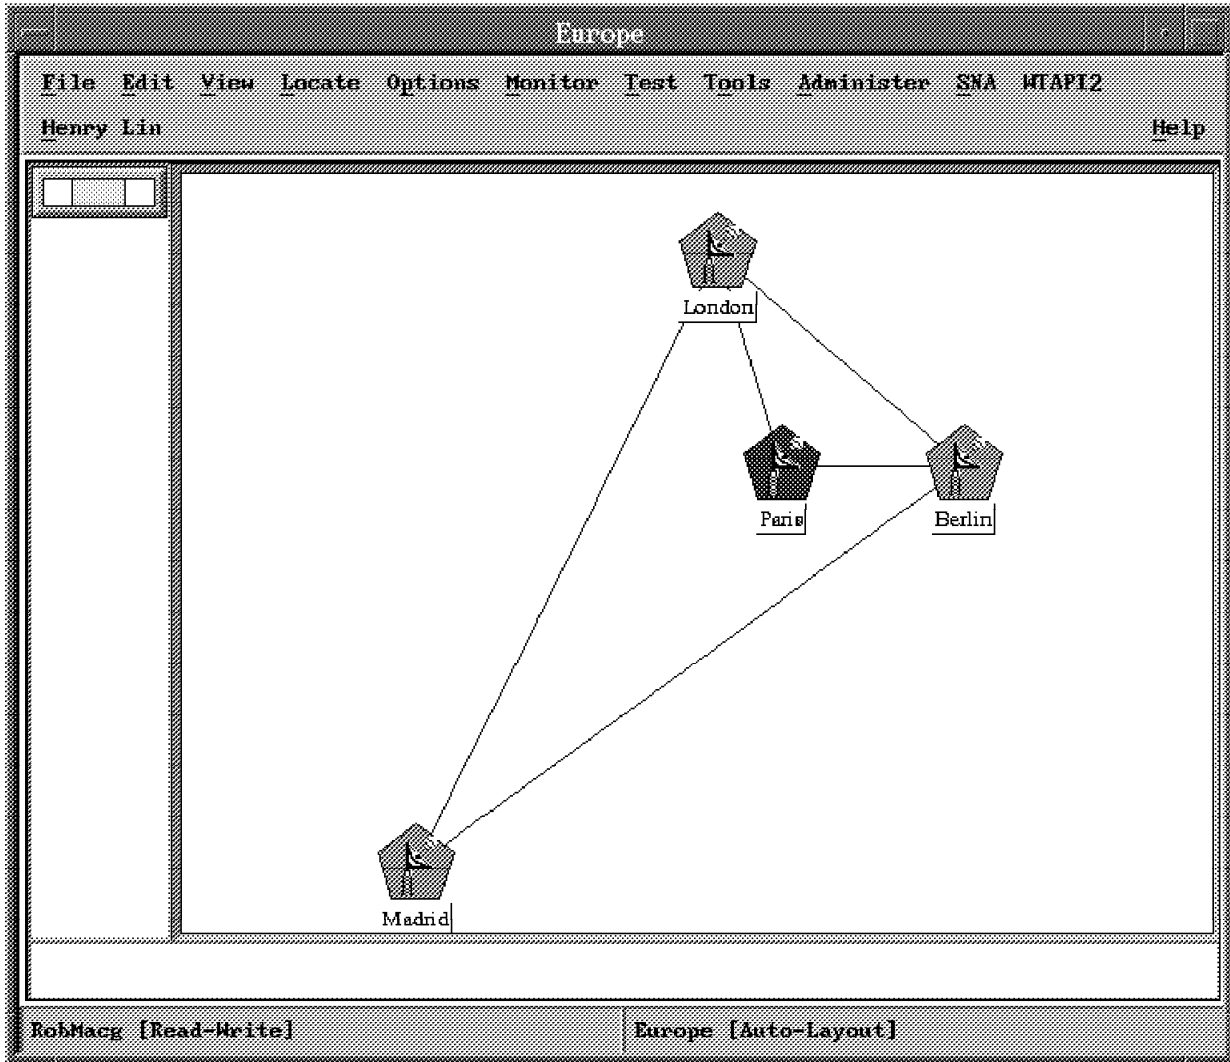 Europe
File Edit View Locate Options Monitor Test Tools Administer SNA WTAPI2
Henry Lin Help
London
Paris Berlin
Madrid
RobMacg [Read-Write] Europe [Auto-Layout]